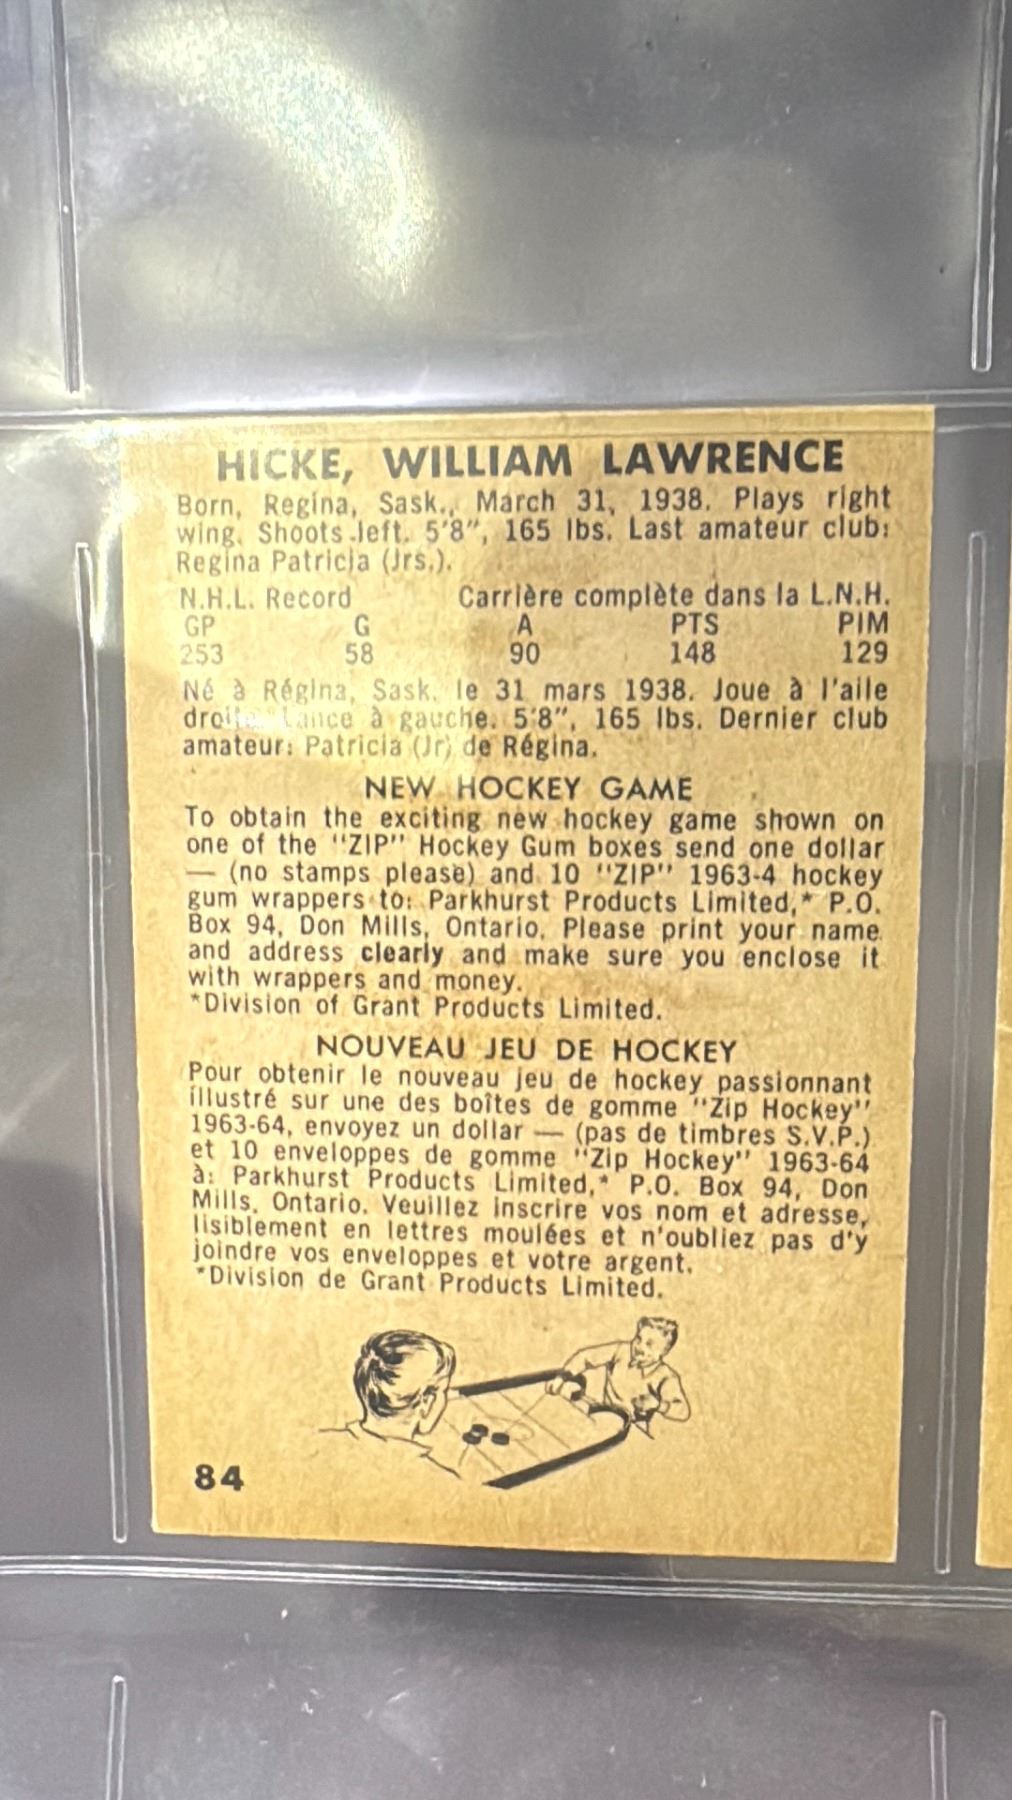 HICKE, WILLIAM LAWRENCE
Born, Regina, Sask., March 31, 1938. Plays right
wing. Shoots left. 5'8", 165 lbs. Last amateur club:
Regina Patricia (Jrs.).
N.H.L. Record Carrière complète dans la L.N.H.
GP G A PTS PIM
253 58 90 148 129
Né à Régina, Sask. le 31 mars 1938. Joue à l'aile
droite. Lance à gauche. 5'8", 165 lbs. Dernier club
amateur: Patricia (Jr) de Régina.
NEW HOCKEY GAME
To obtain the exciting new hockey game shown on
one of the "ZIP" Hockey Gum boxes send one dollar
— (no stamps please) and 10 "ZIP" 1963-4 hockey
gum wrappers to: Parkhurst Products Limited,* P.O.
Box 94, Don Mills, Ontario. Please print your name
and address clearly and make sure you enclose it
with wrappers and money.
*Division of Grant Products Limited.
NOUVEAU JEU DE HOCKEY
Pour obtenir le nouveau jeu de hockey passionnant
illustré sur une des boîtes de gomme "Zip Hockey"
1963-64, envoyez un dollar — (pas de timbres S.V.P.)
et 10 enveloppes de gomme "Zip Hockey" 1963-64
à: Parkhurst Products Limited,* P.O. Box 94, Don
Mills, Ontario. Veuillez inscrire vos nom et adresse,
lisiblement en lettres moulées et n'oubliez pas d'y
joindre vos enveloppes et votre argent.
*Division de Grant Products Limited.
84